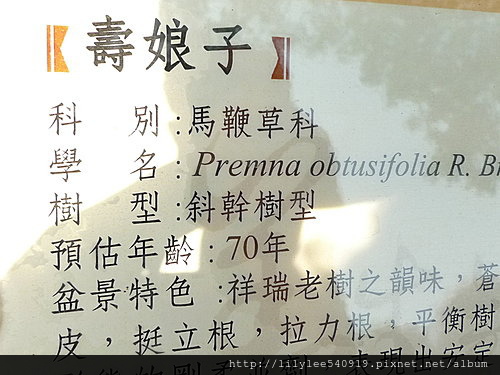 壽娘子
科 別:馬鞭草科
學 名:Premna obtusifolia R. Br
樹 型:斜幹樹型
預估年齡:70年
盆景特色:祥瑞老樹之韻味,蒼
皮,挺立根,拉力根,平衡樹
http://lilylee540919.pixnet.net/album